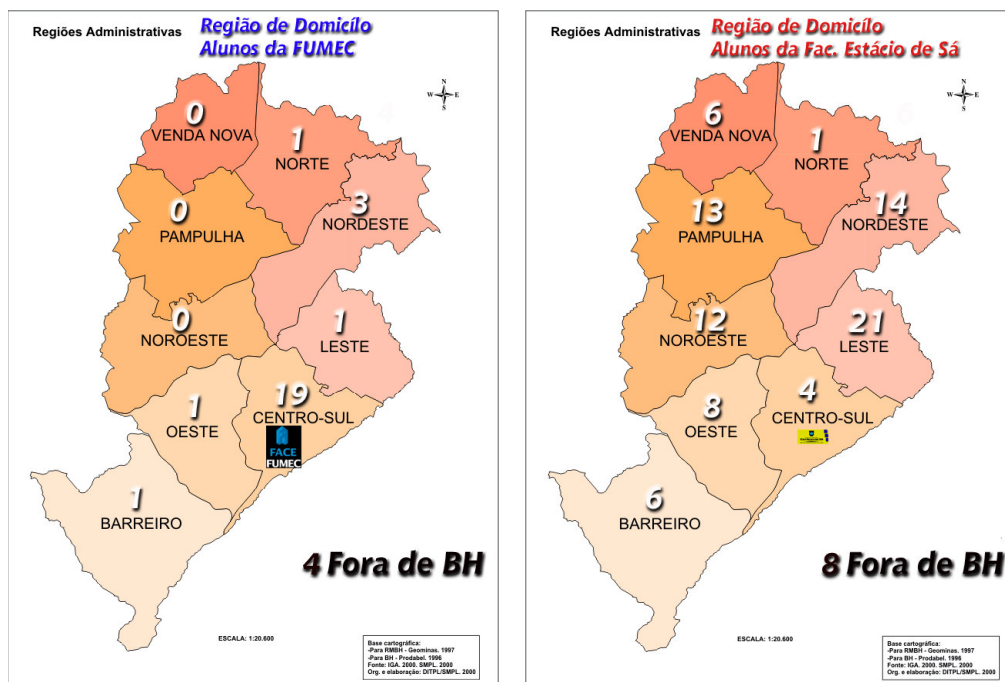 Regiões Administrativas
Região de Domicílo
Alunos da FUMEC
N
W E
S
0
VENDA NOVA
1
NORTE
3
NORDESTE
0
PAMPULHA
0
NOROESTE
1
LESTE
19
CENTRO-SUL
FACE
FUMEC
1
OESTE
1
BARREIRO
4 Fora de BH
ESCALA: 1:20.600
Base cartográfica:
-Para RMBH - Geominas. 1997
-Para BH - Prodabel. 1996
Fonte: IGA. 2000. SMPL. 2000
Org. e elaboração: DITPL/SMPL. 2000
Regiões Administrativas
Região de Domicílo
Alunos da Fac. Estácio de Sá
N
W E
S
6
VENDA NOVA
1
NORTE
14
NORDESTE
13
PAMPULHA
12
NOROESTE
21
LESTE
4
CENTRO-SUL
8
OESTE
6
BARREIRO
8 Fora de BH
ESCALA: 1:20.600
Base cartográfica:
-Para RMBH - Geominas. 1997
-Para BH - Prodabel. 1996
Fonte: IGA. 2000. SMPL. 2000
Org. e elaboração: DITPL/SMPL. 2000